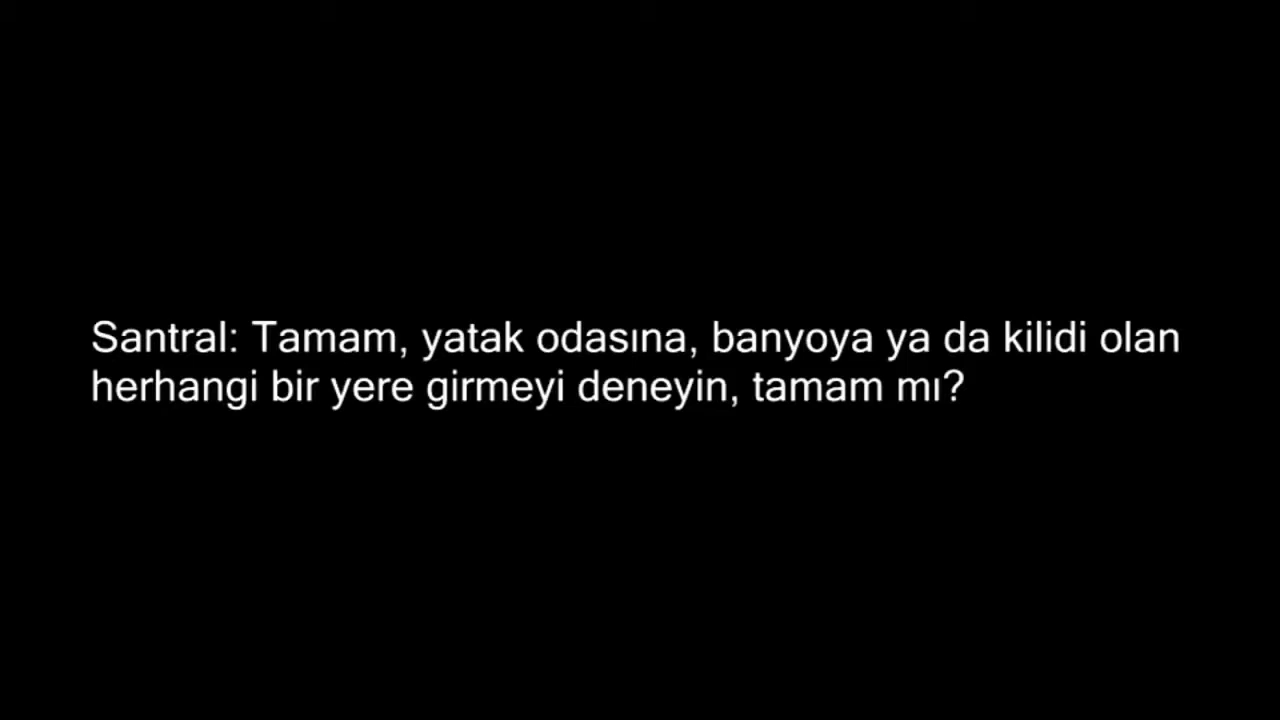 Santral: Tamam, yatak odasına, banyoya ya da kilidi olan
herhangi bir yere girmeyi deneyin, tamam mı?